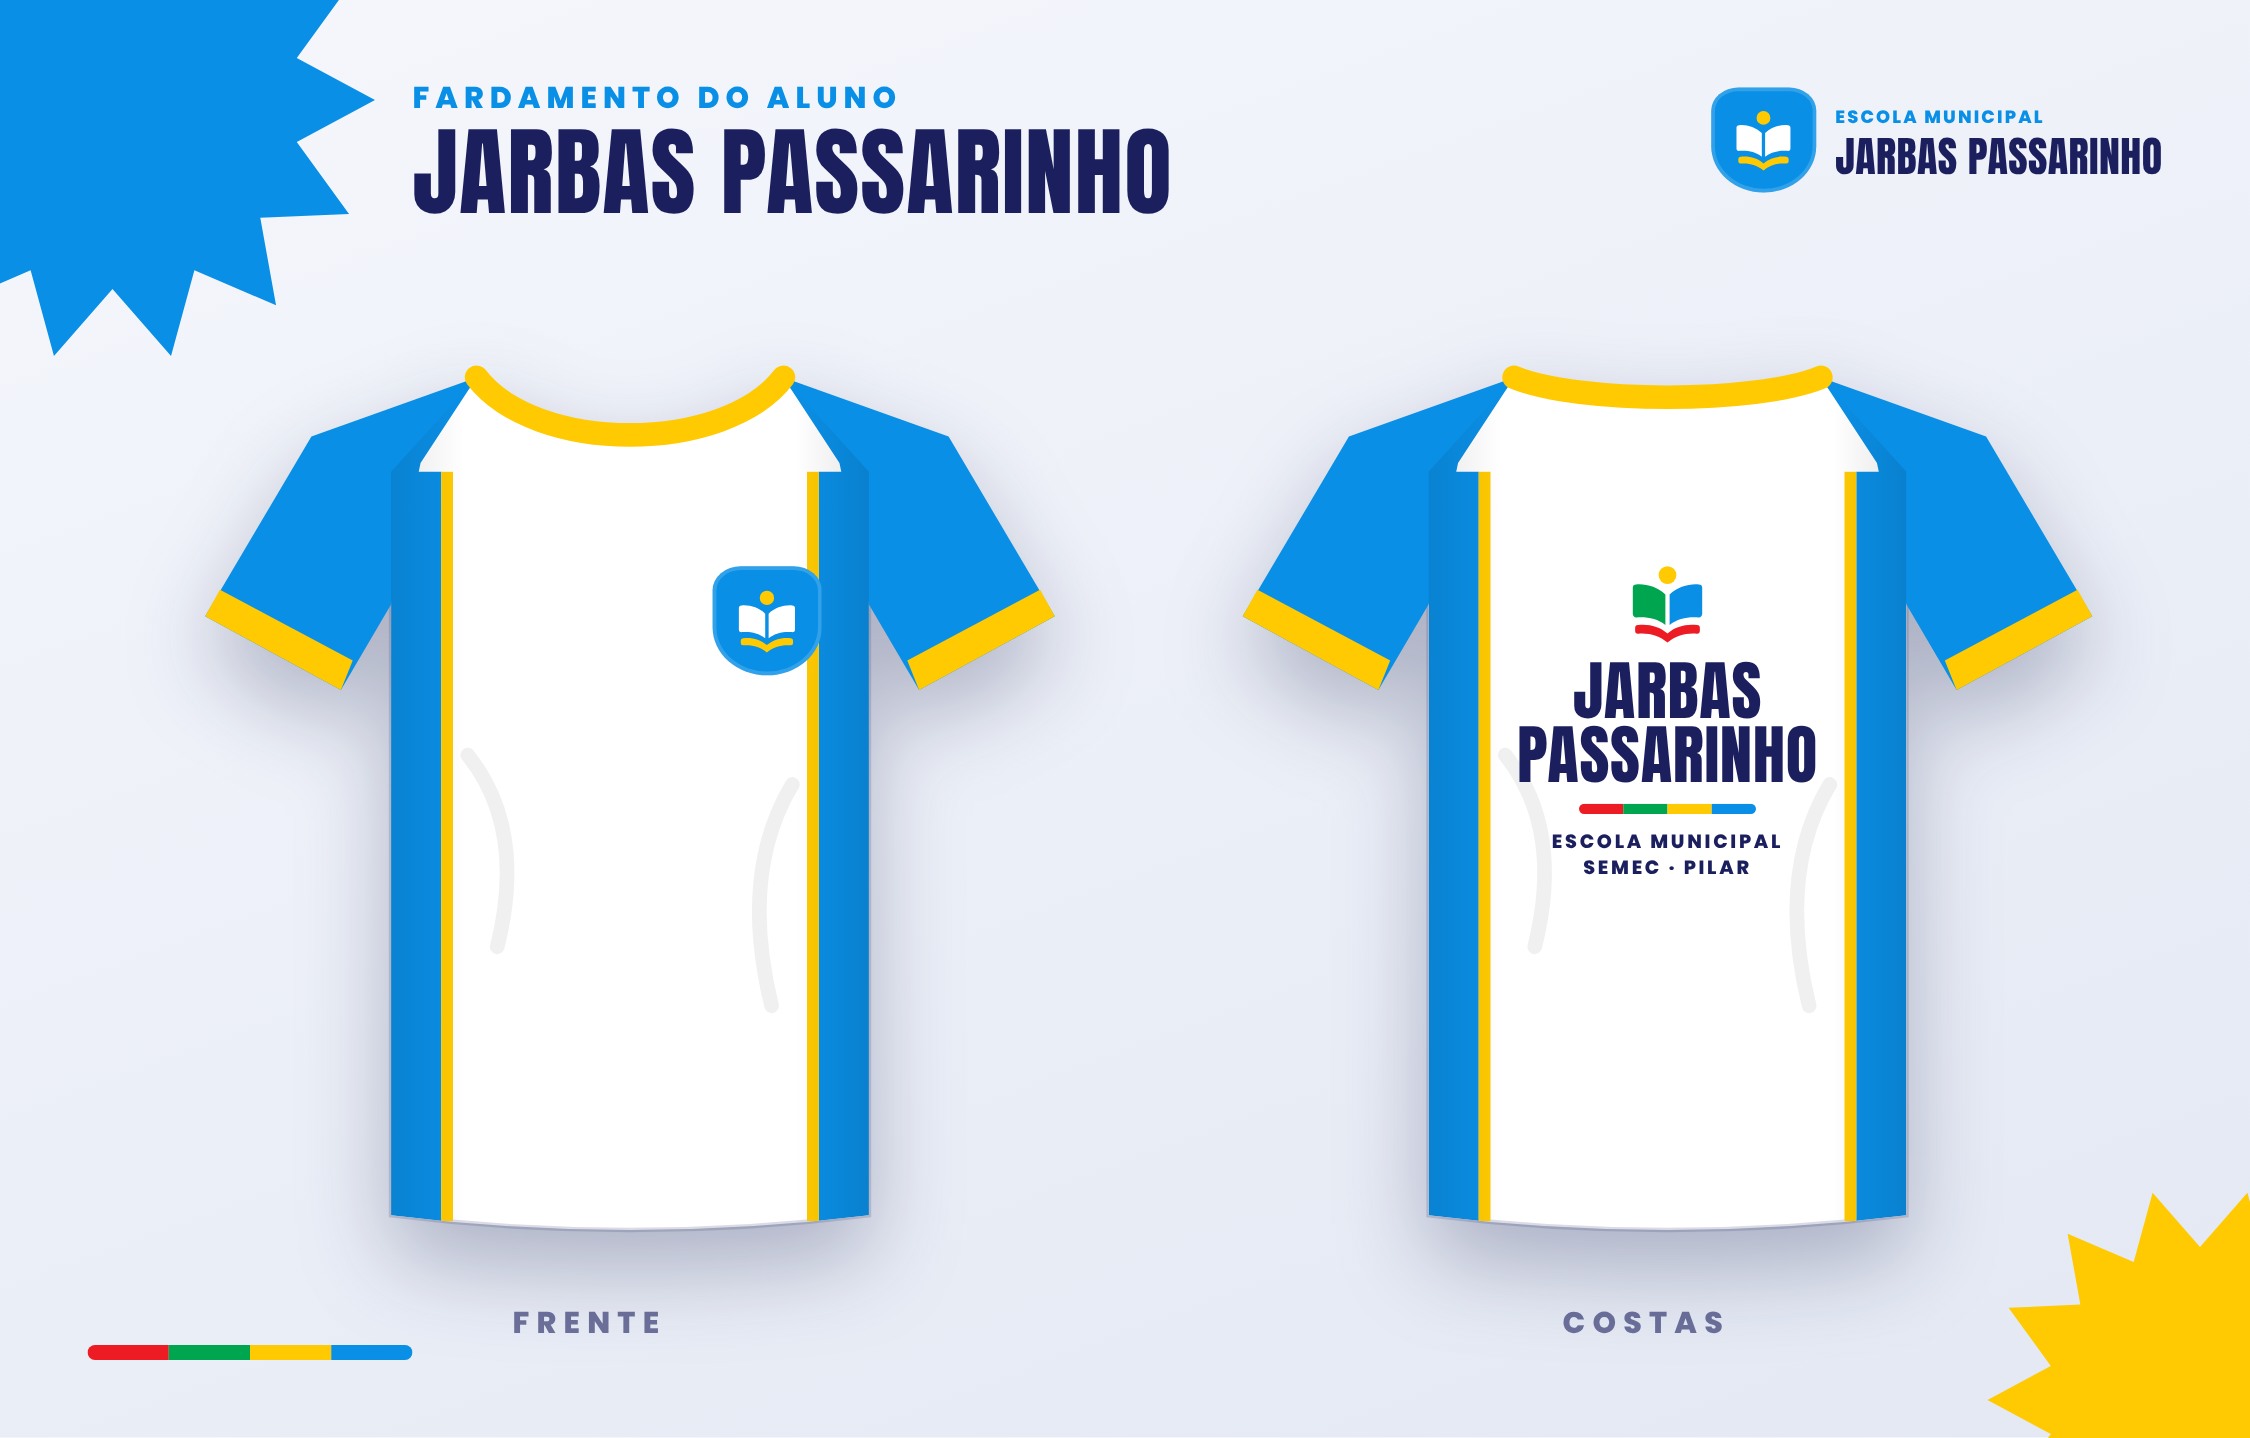 FARDAMENTO DO ALUNO
JARBAS PASSARINHO
ESCOLA MUNICIPAL
JARBAS PASSARINHO
JARBAS
PASSARINHO
ESCOLA MUNICIPAL
SEMEC · PILAR
FRENTE
COSTAS